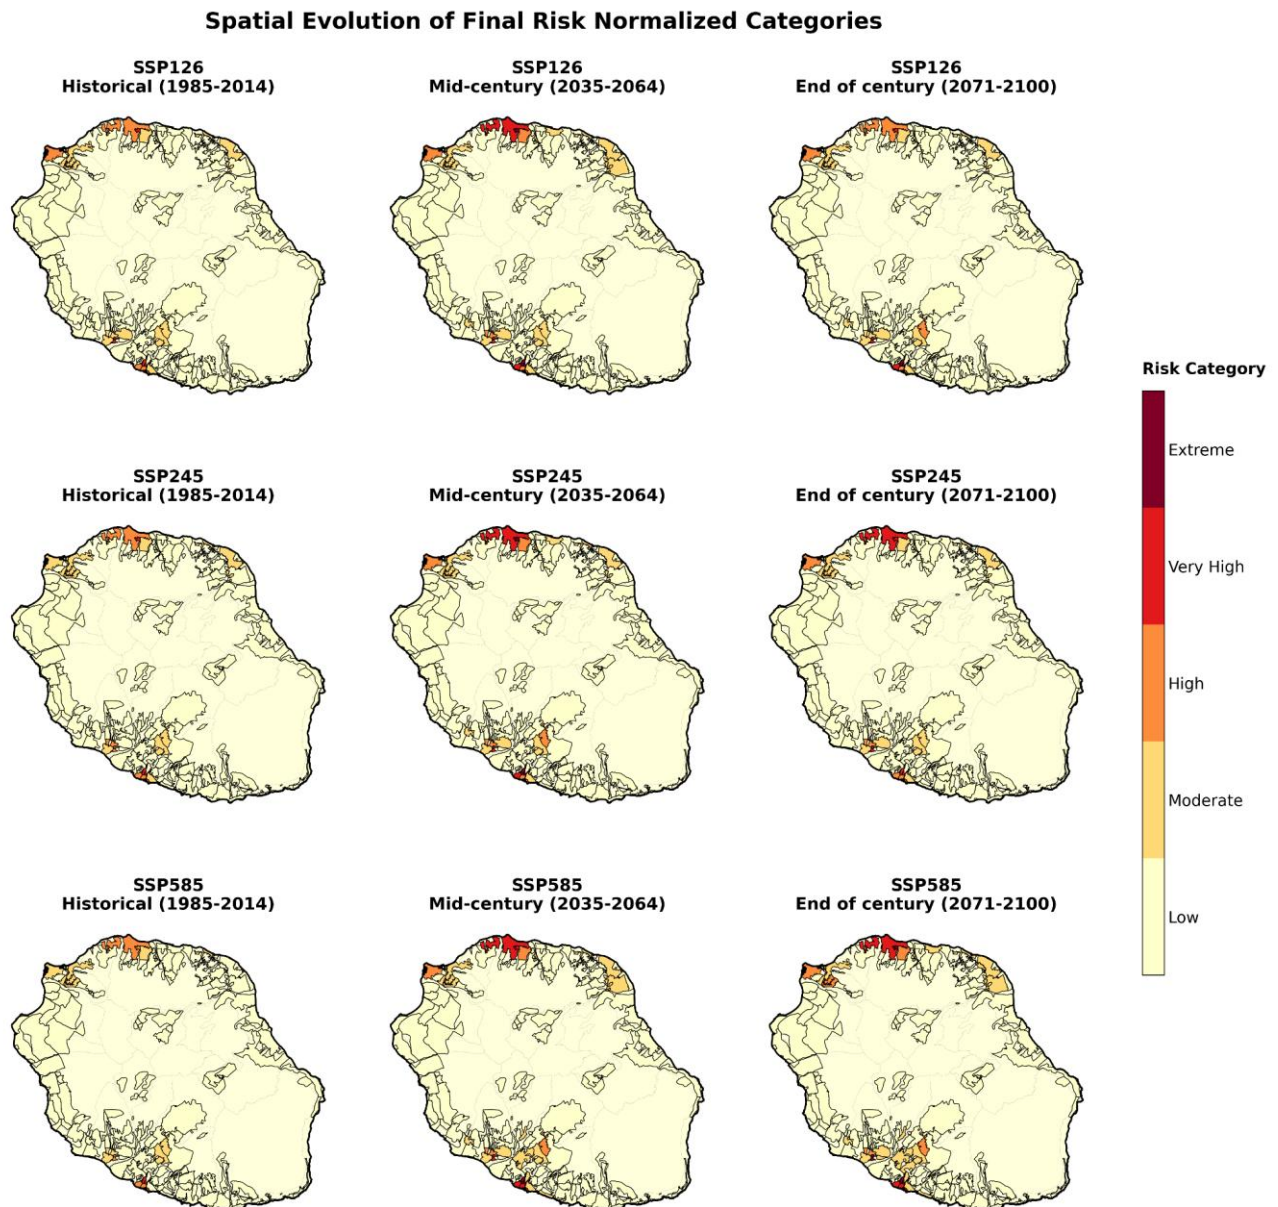 Spatial Evolution of Final Risk Normalized Categories
SSP126
Historical (1985-2014)
SSP126
Mid-century (2035-2064)
SSP126
End of century (2071-2100)
SSP245
Historical (1985-2014)
SSP245
Mid-century (2035-2064)
SSP245
End of century (2071-2100)
SSP585
Historical (1985-2014)
SSP585
Mid-century (2035-2064)
SSP585
End of century (2071-2100)
Risk Category
Extreme
Very High
High
Moderate
Low